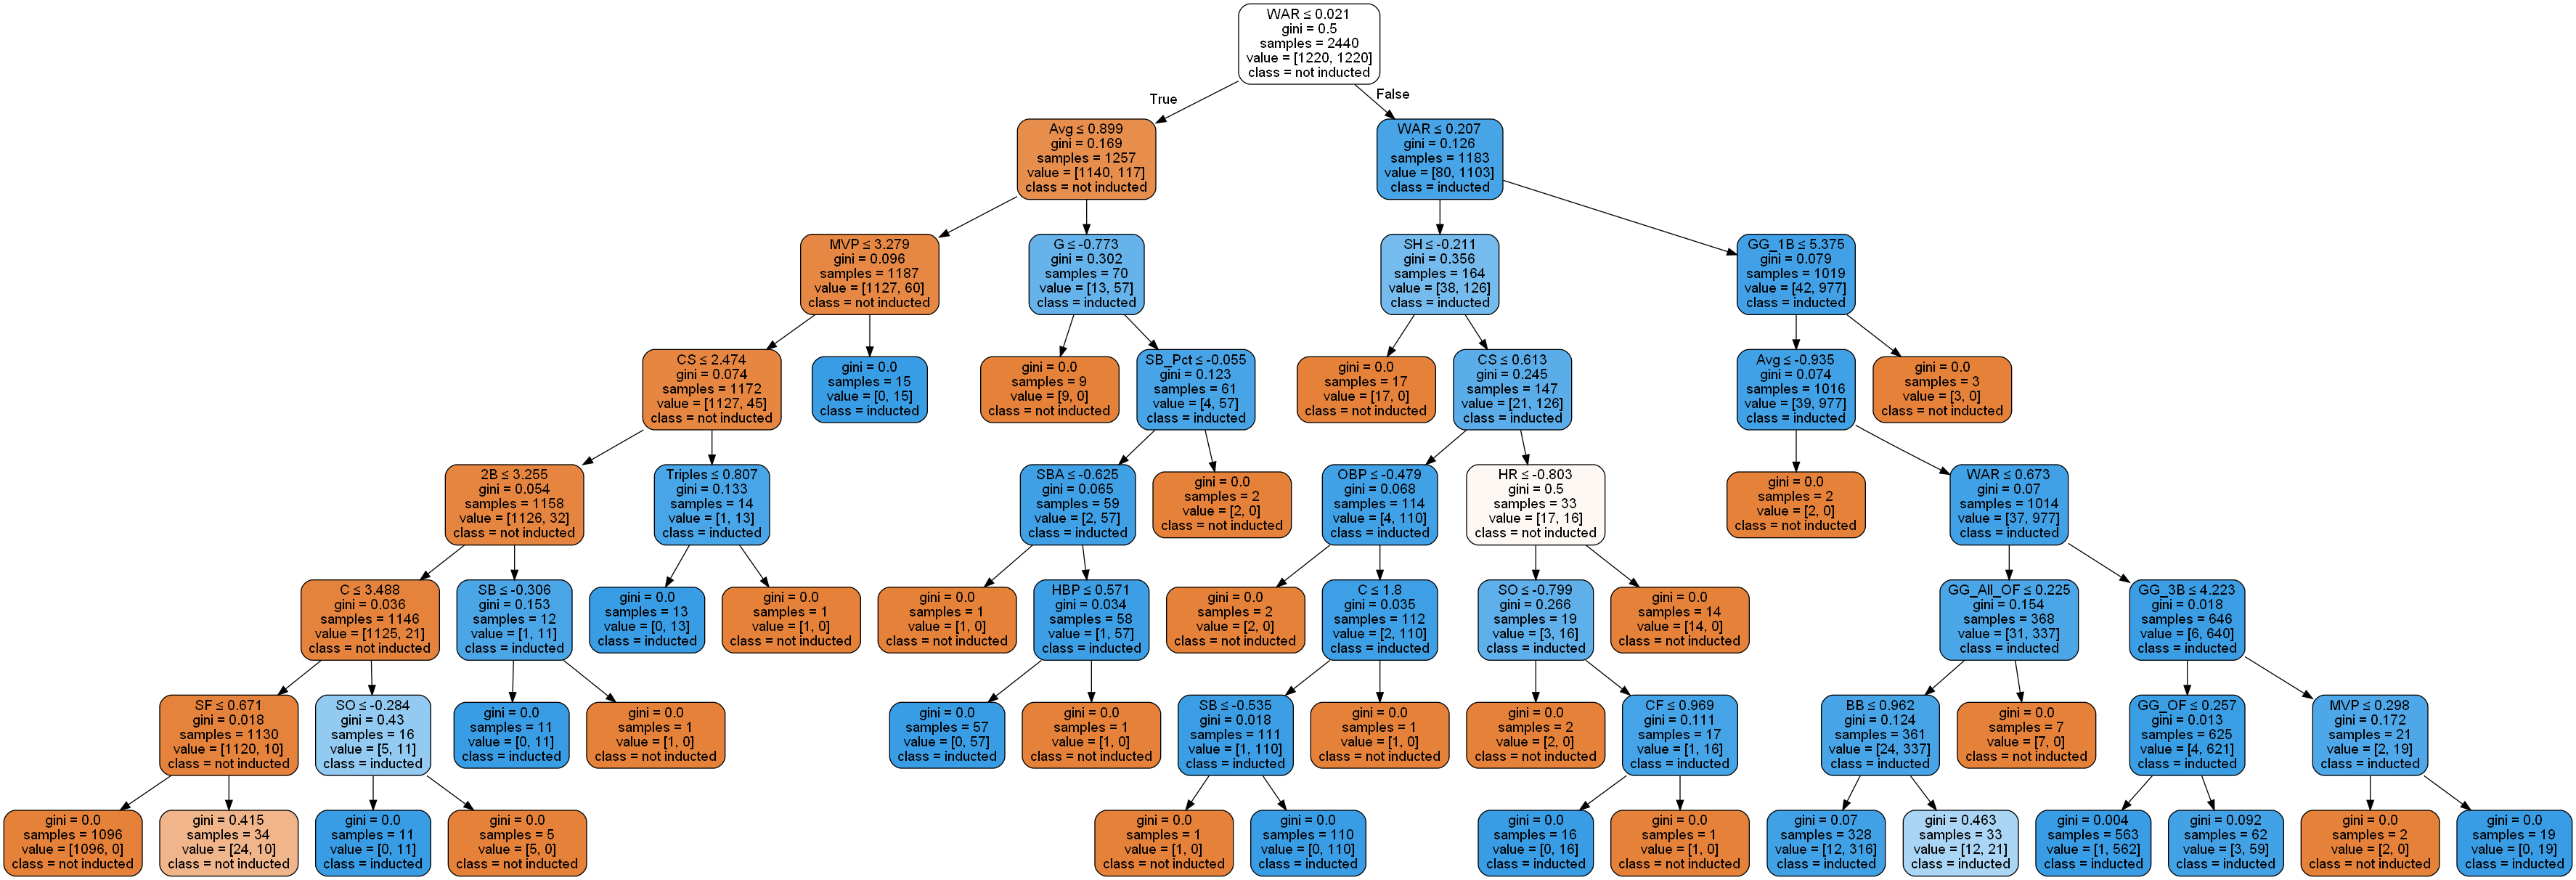 WAR ≤ 0.021
gini = 0.5
samples = 2440
value = [1220, 1220]
class = not inducted
True
False
Avg ≤ 0.899
gini = 0.169
samples = 1257
value = [1140, 117]
class = not inducted
WAR ≤ 0.207
gini = 0.126
samples = 1183
value = [80, 1103]
class = inducted
MVP ≤ 3.279
gini = 0.096
samples = 1187
value = [1127, 60]
class = not inducted
G ≤ -0.773
gini = 0.302
samples = 70
value = [13, 57]
class = inducted
SH ≤ -0.211
gini = 0.356
samples = 164
value = [38, 126]
class = inducted
GG_1B ≤ 5.375
gini = 0.079
samples = 1019
value = [42, 977]
class = inducted
CS ≤ 2.474
gini = 0.074
samples = 1172
value = [1127, 45]
class = not inducted
gini = 0.0
samples = 15
value = [0, 15]
class = inducted
gini = 0.0
samples = 9
value = [9, 0]
class = not inducted
SB_Pct ≤ -0.055
gini = 0.123
samples = 61
value = [4, 57]
class = inducted
gini = 0.0
samples = 17
value = [17, 0]
class = not inducted
CS ≤ 0.613
gini = 0.245
samples = 147
value = [21, 126]
class = inducted
Avg ≤ -0.935
gini = 0.074
samples = 1016
value = [39, 977]
class = inducted
gini = 0.0
samples = 3
value = [3, 0]
class = not inducted
2B ≤ 3.255
gini = 0.054
samples = 1158
value = [1126, 32]
class = not inducted
Triples ≤ 0.807
gini = 0.133
samples = 14
value = [1, 13]
class = inducted
SBA ≤ -0.625
gini = 0.065
samples = 59
value = [2, 57]
class = inducted
gini = 0.0
samples = 2
value = [2, 0]
class = not inducted
OBP ≤ -0.479
gini = 0.068
samples = 114
value = [4, 110]
class = inducted
HR ≤ -0.803
gini = 0.5
samples = 33
value = [17, 16]
class = not inducted
gini = 0.0
samples = 2
value = [2, 0]
class = not inducted
WAR ≤ 0.673
gini = 0.07
samples = 1014
value = [37, 977]
class = inducted
C ≤ 3.488
gini = 0.036
samples = 1146
value = [1125, 21]
class = not inducted
SB ≤ -0.306
gini = 0.153
samples = 12
value = [1, 11]
class = inducted
gini = 0.0
samples = 13
value = [0, 13]
class = inducted
gini = 0.0
samples = 1
value = [1, 0]
class = not inducted
gini = 0.0
samples = 1
value = [1, 0]
class = not inducted
HBP ≤ 0.571
gini = 0.034
samples = 58
value = [1, 57]
class = inducted
gini = 0.0
samples = 2
value = [2, 0]
class = not inducted
C ≤ 1.8
gini = 0.035
samples = 112
value = [2, 110]
class = inducted
SO ≤ -0.799
gini = 0.266
samples = 19
value = [3, 16]
class = inducted
gini = 0.0
samples = 14
value = [14, 0]
class = not inducted
GG_All_OF ≤ 0.225
gini = 0.154
samples = 368
value = [31, 337]
class = inducted
GG_3B ≤ 4.223
gini = 0.018
samples = 646
value = [6, 640]
class = inducted
SF ≤ 0.671
gini = 0.018
samples = 1130
value = [1120, 10]
class = not inducted
SO ≤ -0.284
gini = 0.43
samples = 16
value = [5, 11]
class = inducted
gini = 0.0
samples = 11
value = [0, 11]
class = inducted
gini = 0.0
samples = 1
value = [1, 0]
class = not inducted
gini = 0.0
samples = 57
value = [0, 57]
class = inducted
gini = 0.0
samples = 1
value = [1, 0]
class = not inducted
SB ≤ -0.535
gini = 0.018
samples = 111
value = [1, 110]
class = inducted
gini = 0.0
samples = 1
value = [1, 0]
class = not inducted
gini = 0.0
samples = 2
value = [2, 0]
class = not inducted
CF ≤ 0.969
gini = 0.111
samples = 17
value = [1, 16]
class = inducted
BB ≤ 0.962
gini = 0.124
samples = 361
value = [24, 337]
class = inducted
gini = 0.0
samples = 7
value = [7, 0]
class = not inducted
GG_OF ≤ 0.257
gini = 0.013
samples = 625
value = [4, 621]
class = inducted
MVP ≤ 0.298
gini = 0.172
samples = 21
value = [2, 19]
class = inducted
gini = 0.0
samples = 1096
value = [1096, 0]
class = not inducted
gini = 0.415
samples = 34
value = [24, 10]
class = not inducted
gini = 0.0
samples = 11
value = [0, 11]
class = inducted
gini = 0.0
samples = 5
value = [5, 0]
class = not inducted
gini = 0.0
samples = 1
value = [1, 0]
class = not inducted
gini = 0.0
samples = 110
value = [0, 110]
class = inducted
gini = 0.0
samples = 16
value = [0, 16]
class = inducted
gini = 0.0
samples = 1
value = [1, 0]
class = not inducted
gini = 0.07
samples = 328
value = [12, 316]
class = inducted
gini = 0.463
samples = 33
value = [12, 21]
class = inducted
gini = 0.004
samples = 563
value = [1, 562]
class = inducted
gini = 0.092
samples = 62
value = [3, 59]
class = inducted
gini = 0.0
samples = 2
value = [2, 0]
class = not inducted
gini = 0.0
samples = 19
value = [0, 19]
class = inducted